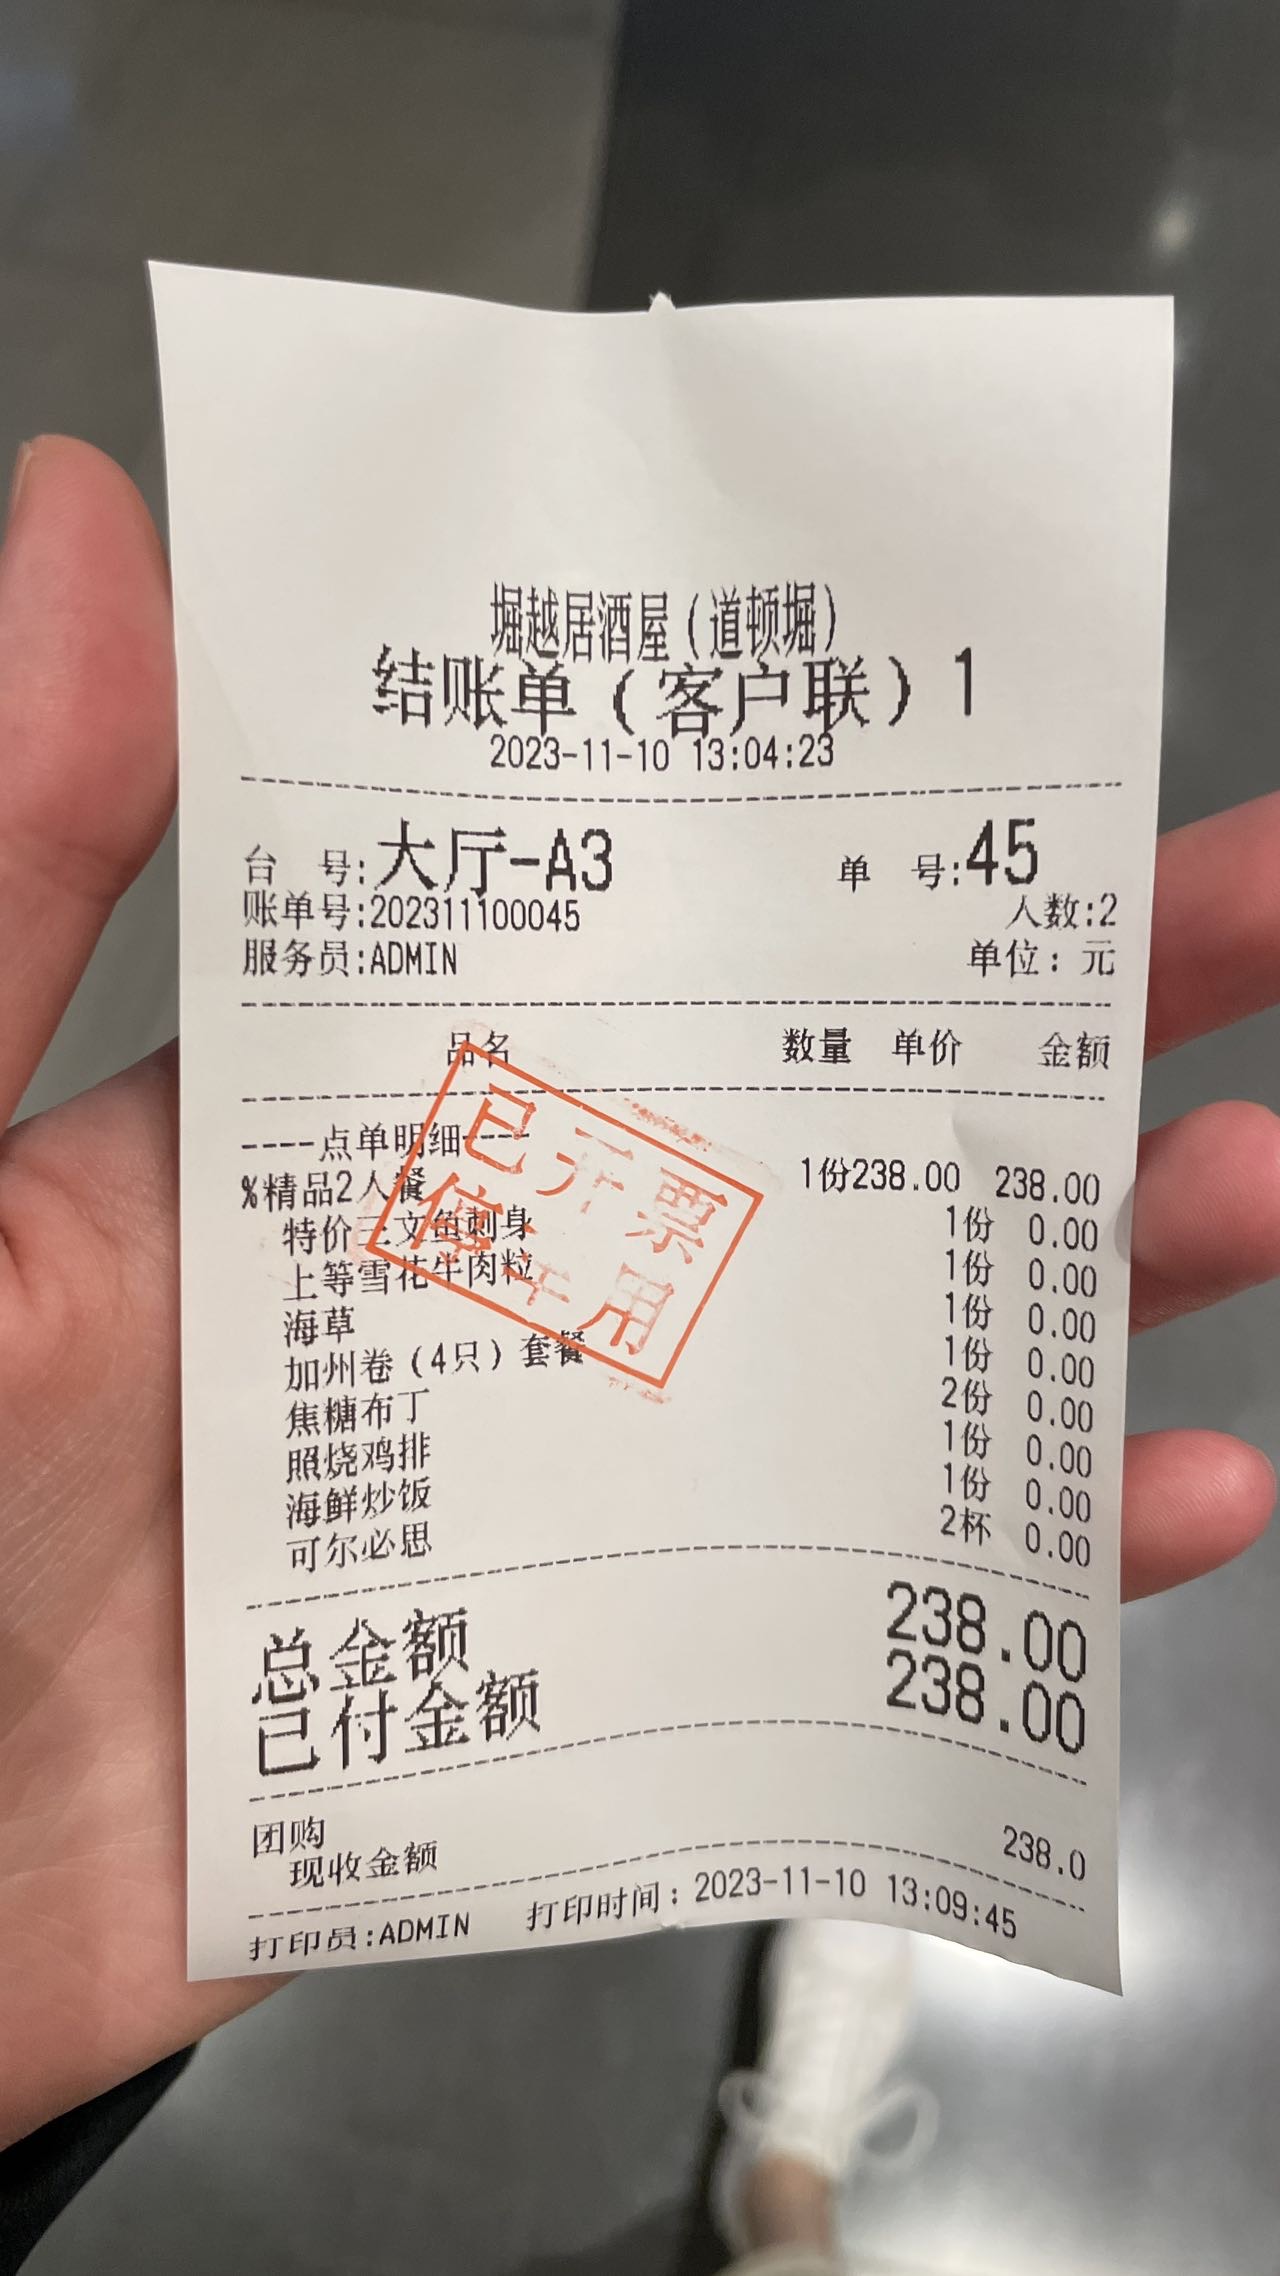 堀越居酒屋(道顿堀)
结账单(客户联)1
2023-11-10 13:04:23
台 号:大厅-A3 单 号:45
账单号:202311100045 人数:2
服务员:ADMIN 单位: 元
品名 数量 单价 金额
----点单明细----
%精品2人餐 1份238.00 238.00
特价三文鱼刺身 1份 0.00
上等雪花牛肉粒 1份 0.00
海草 1份 0.00
加州卷(4只)套餐 1份 0.00
焦糖布丁 2份 0.00
照烧鸡排 1份 0.00
海鲜炒饭 1份 0.00
可尔必思 2杯 0.00
已开票
停 用
总金额 238.00
已付金额 238.00
团购
现收金额 238.0
打印员:ADMIN 打印时间: 2023-11-10 13:09:45